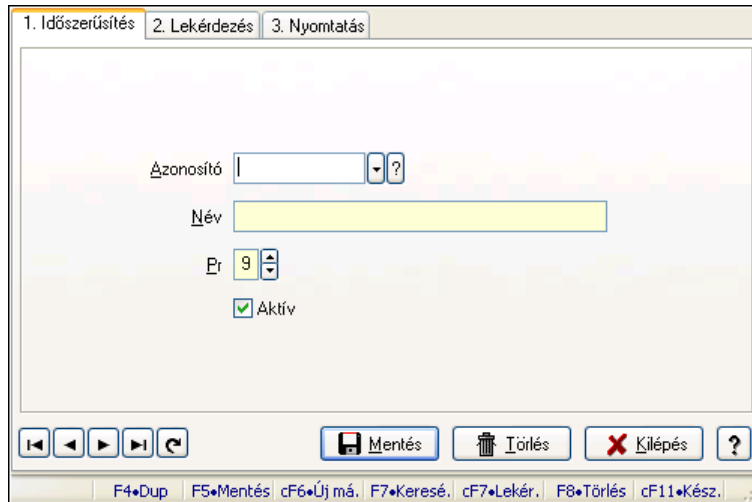 1. Időszerűsítés 2. Lekérdezés 3. Nyomtatás
Azonosító ?
Név
Pr 9
Aktív
Mentés Törlés Kilépés ?
F4•Dup F5•Mentés cF6•Új má. F7•Keresé. cF7•Lekér. F8•Törlés cF11•Kész.